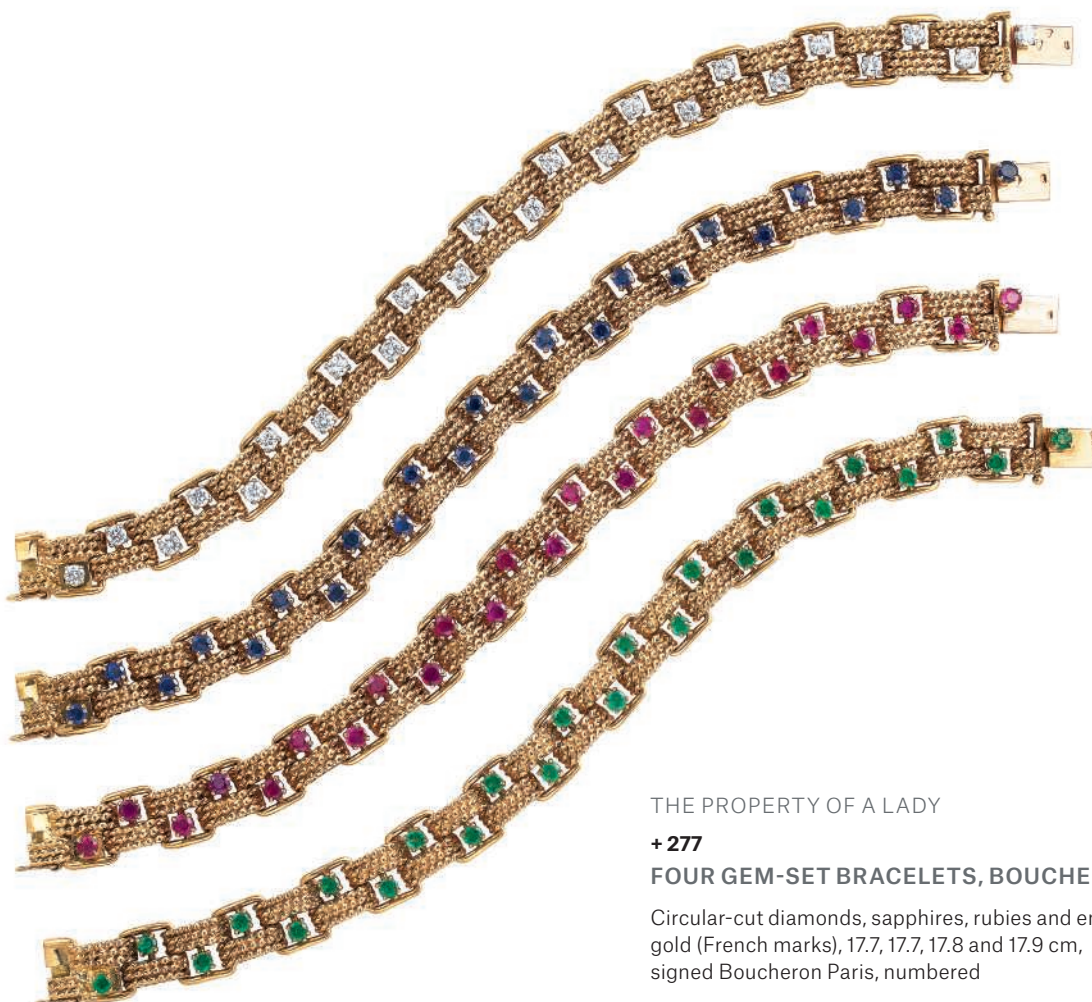 THE PROPERTY OF A LADY
+ 277
FOUR GEM-SET BRACELETS, BOUCHE
Circular-cut diamonds, sapphires, rubies and
gold (French marks), 17.7, 17.7, 17.8 and 17.9 cm,
signed Boucheron Paris, numbered